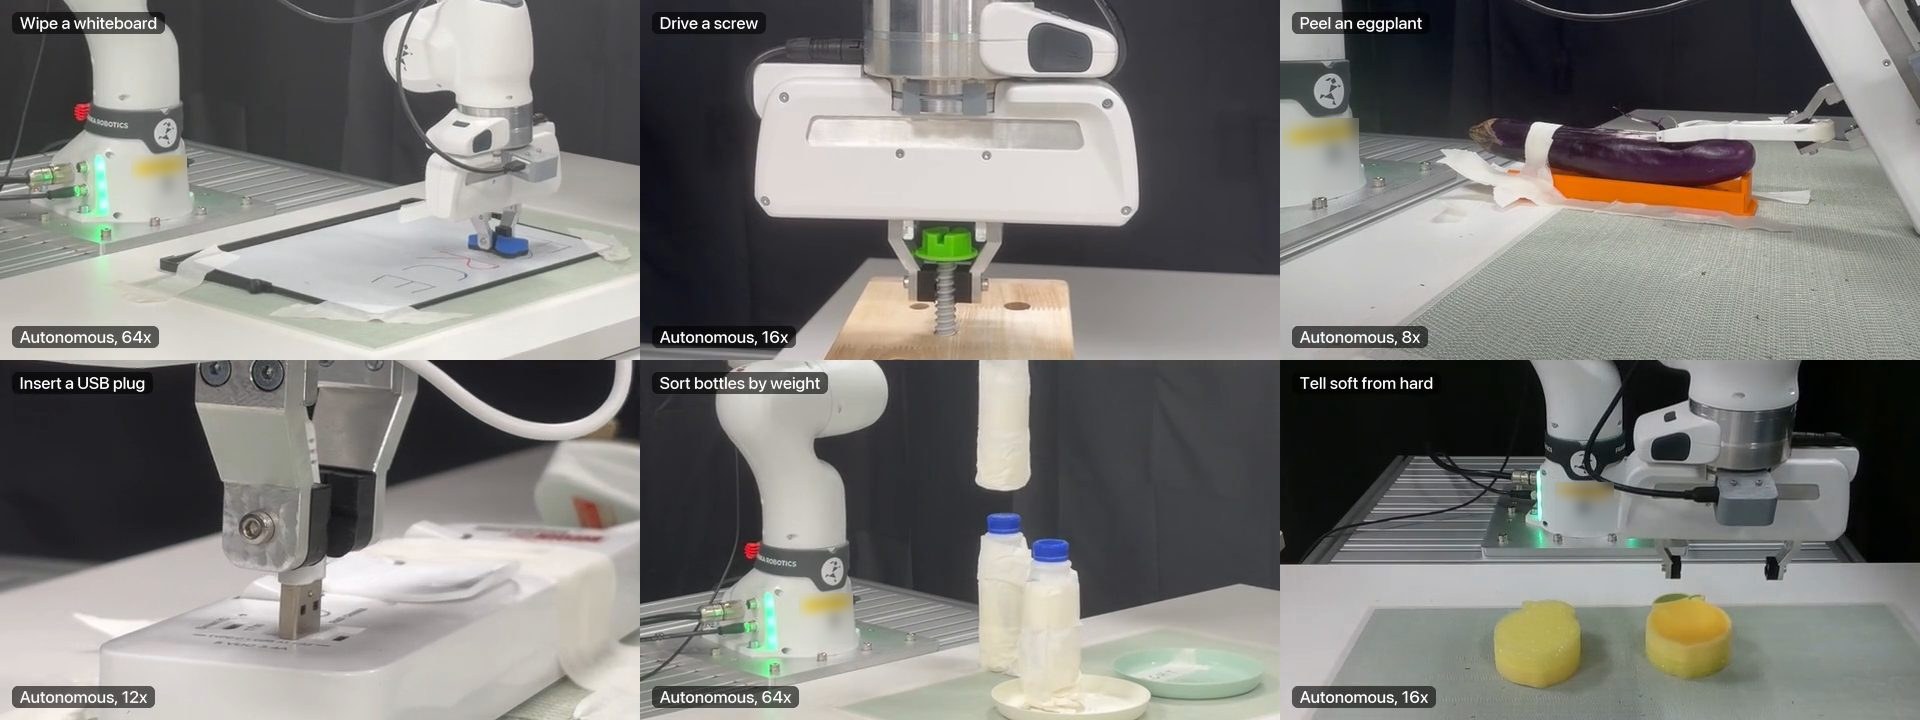 Wipe a whiteboard
Autonomous, 64x
Drive a screw
Autonomous, 16x
Peel an eggplant
Autonomous, 8x
Insert a USB plug
Autonomous, 12x
Sort bottles by weight
ROBOTICS
Autonomous, 64x
Tell soft from hard
Autonomous, 16x